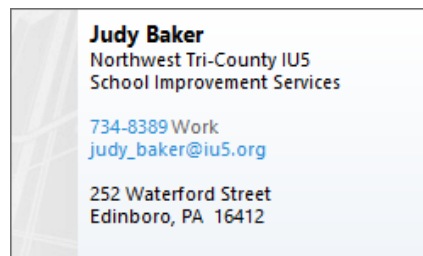 Judy Baker
Northwest Tri-County IU5
School Improvement Services
734-8389 Work
judy_baker@iu5.org
252 Waterford Street
Edinboro, PA  16412